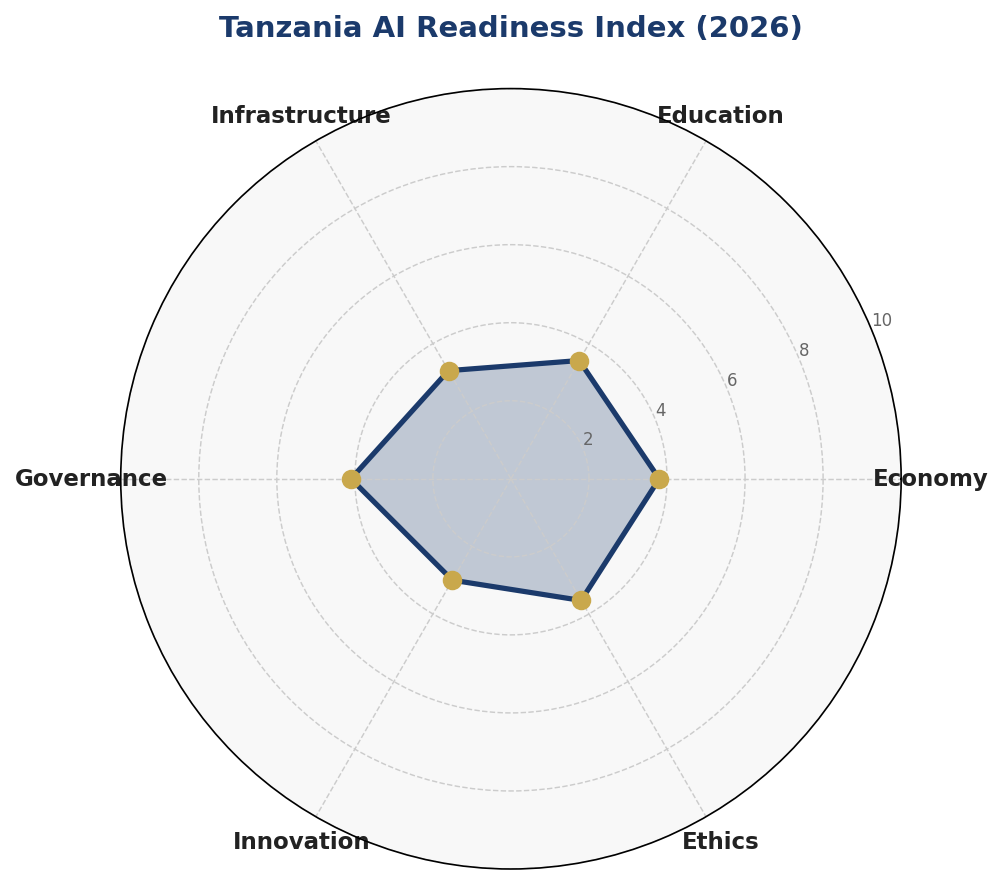 Tanzania AI Readiness Index (2026)
Infrastructure
Education
10
8
6
4
2
Governance
Economy
Innovation
Ethics